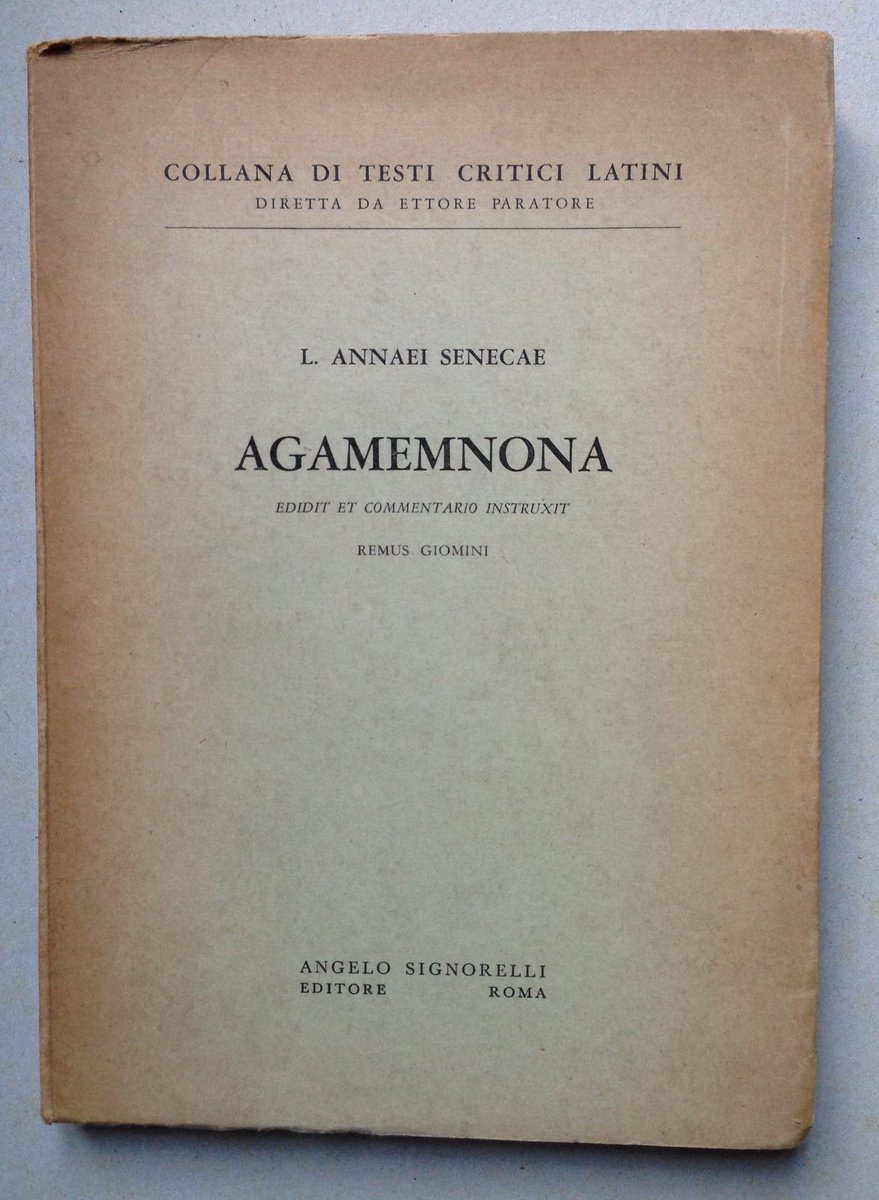 COLLANA DI TESTI CRITICI LATINI
DIRETTA DA ETTORE PARATORE
L. ANNAEI SENECAE
AGAMEMNONA
EDIDIT ET COMMENTARIO INSTRUXIT
REMUS GIOMINI
ANGELO SIGNORELLI
EDITORE ROMA